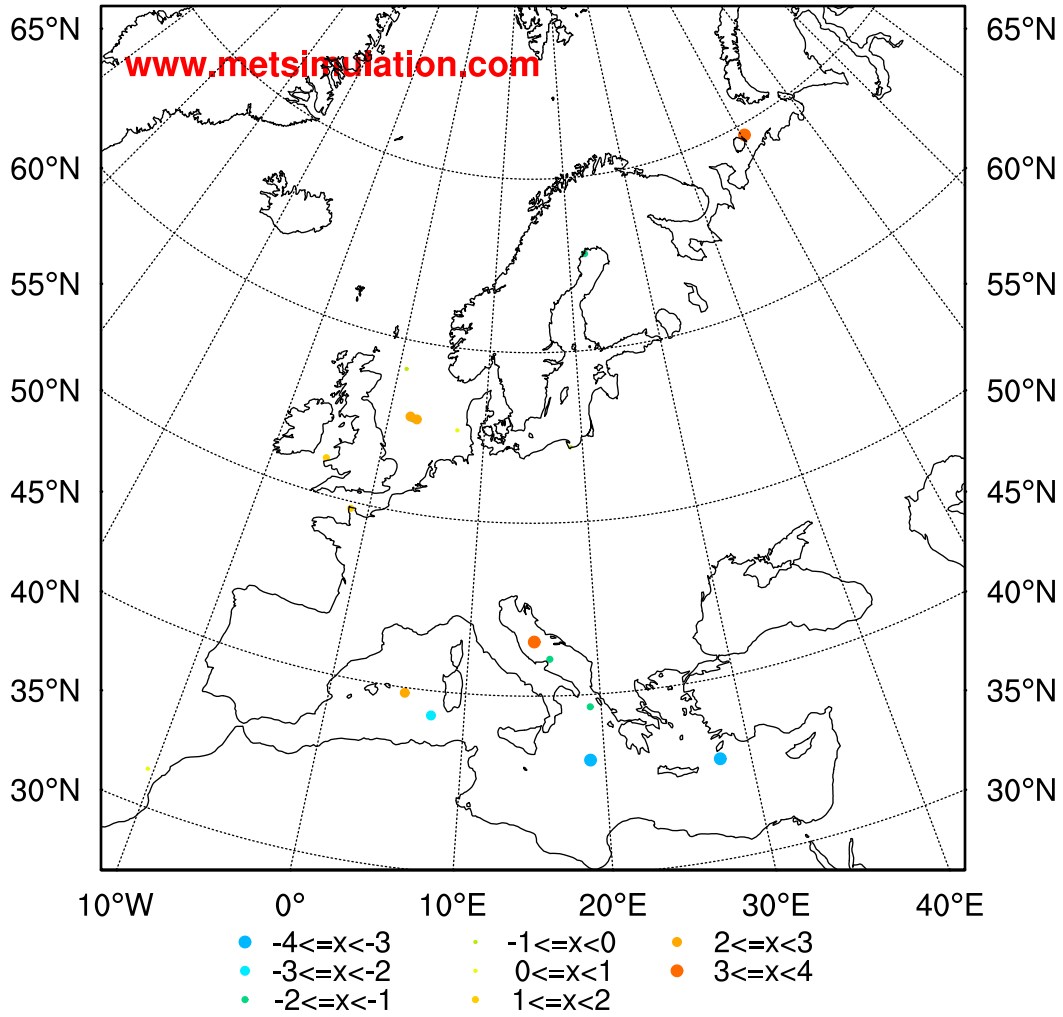 www.metsimulation.com
65°N 65°N
60°N 60°N
55°N 55°N
50°N 50°N
45°N 45°N
40°N 40°N
35°N 35°N
30°N 30°N
10°W 0° 10°E 20°E 30°E 40°E
-4<=x<-3 -1<=x<0 2<=x<3
-3<=x<-2 0<=x<1 3<=x<4
-2<=x<-1 1<=x<2